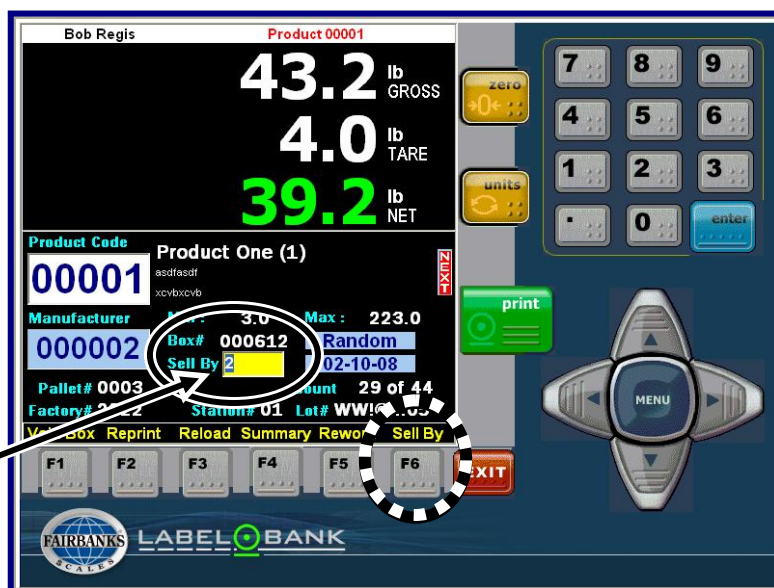 Bob Regis Product 00001
43.2 lb GROSS
4.0 lb TARE
39.2 lb NET
Product Code
00001 Product One (1)
asdfasdf
xcvbxcvb
NEXT
Manufacturer 3.0 Max : 223.0
000002 Box# 000612 Random
Sell By 2 02-10-08
Pallet# 0003 29 of 44
Factory# Station# 01 Lot#
Box Reprint Reload Summary Sell By
F1 F2 F3 F4 F5 F6 EXIT
zero
→0←
units
print
7 8 9
4 5 6
1 2 3
. 0 enter
MENU
FAIRBANKS
SCALES
LABEL BANK